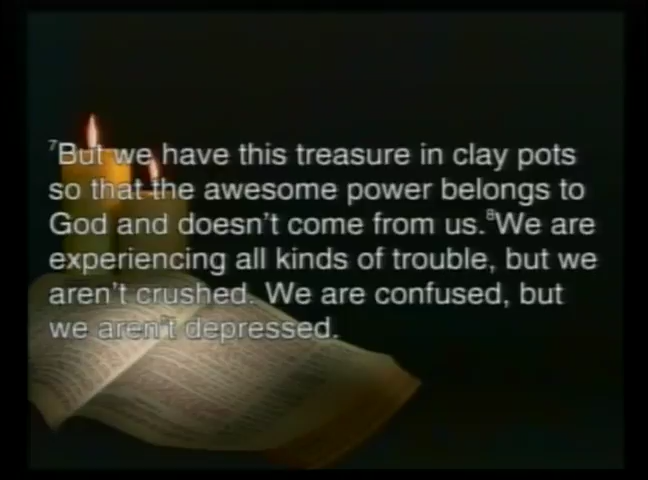 ⁷But we have this treasure in clay pots
so that the awesome power belongs to
God and doesn't come from us.⁸We are
experiencing all kinds of trouble, but we
aren't crushed. We are confused, but
we aren't depressed.